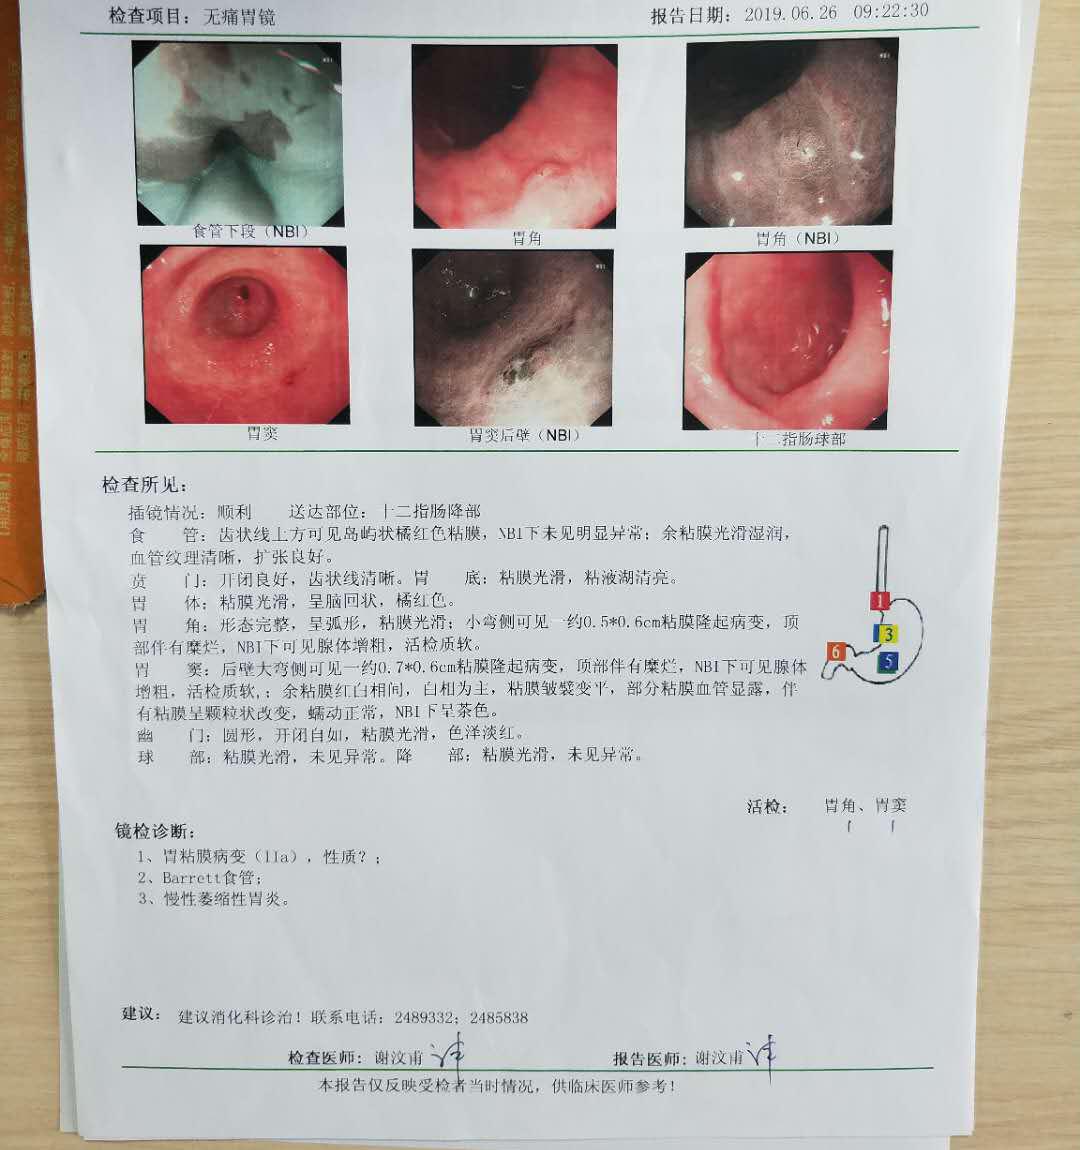 检查项目：无痛胃镜 报告日期：2019.06.26 09:22:30
食管下段（NBI） 胃角 胃角（NBI）
胃窦 胃窦后壁（NBI） 十二指肠球部
检查所见：
插镜情况：顺利 送达部位：十二指肠降部
食 管：齿状线上方可见岛屿状橘红色粘膜，NBI下未见明显异常；余粘膜光滑湿润，
血管纹理清晰，扩张良好。
贲 门：开闭良好，齿状线清晰。胃 底：粘膜光滑，粘液湖清亮。
胃 体：粘膜光滑，呈脑回状，橘红色。
胃 角：形态完整，呈弧形，粘膜光滑；小弯侧可见一约0.5*0.6cm粘膜隆起病变，顶
部伴有糜烂，NBI下可见腺体增粗，活检质软。
胃 窦：后壁大弯侧可见一约0.7*0.6cm粘膜隆起病变，顶部伴有糜烂，NBI下可见腺体
增粗，活检质软,；余粘膜红白相间，白相为主，粘膜皱襞变平，部分粘膜血管显露，伴
有粘膜呈颗粒状改变，蠕动正常，NBI下呈茶色。
幽 门：圆形，开闭自如，粘膜光滑，色泽淡红。
球 部：粘膜光滑，未见异常。降 部：粘膜光滑，未见异常。
1
3
6
5
活检： 胃角、胃窦
1 1
镜检诊断：
1、胃粘膜病变（IIa），性质？；
2、Barrett食管；
3、慢性萎缩性胃炎。
建议： 建议消化科诊治！联系电话：2489332；2485838
检查医师：谢汶甫 报告医师：谢汶甫
本报告仅反映受检者当时情况，供临床医师参考！